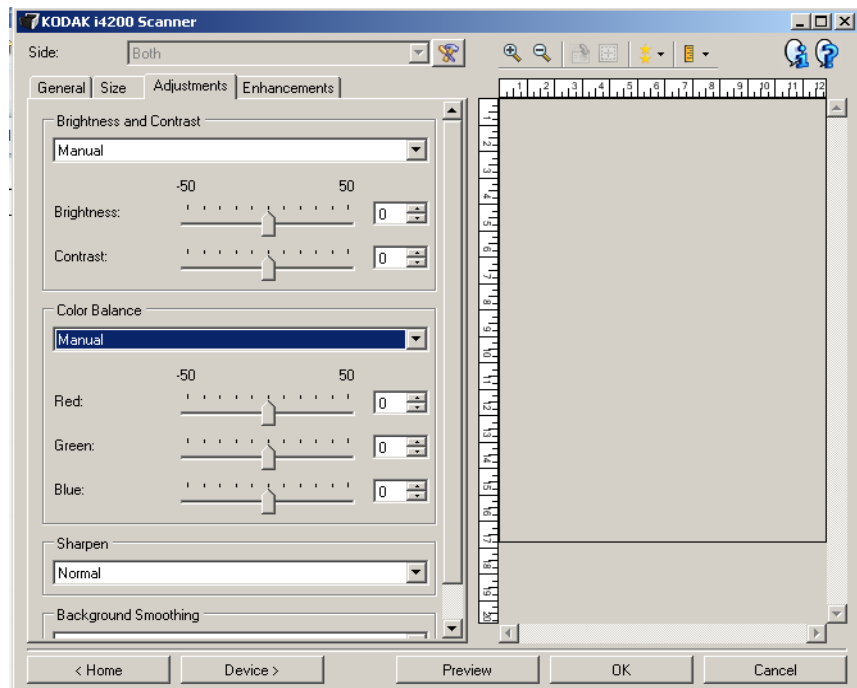 KODAK i4200 Scanner
Side: Both
General Size Adjustments Enhancements
1 2 3 4 5 6 7 8 9 10 11 12
Brightness and Contrast
Manual
-50 50
Brightness: 0
Contrast: 0
Color Balance
Manual
-50 50
Red: 0
Green: 0
Blue: 0
Sharpen
Normal
Background Smoothing
1
2
3
4
5
6
7
8
9
10
11
12
13
14
15
16
17
18
19
20
< Home Device > Preview OK Cancel